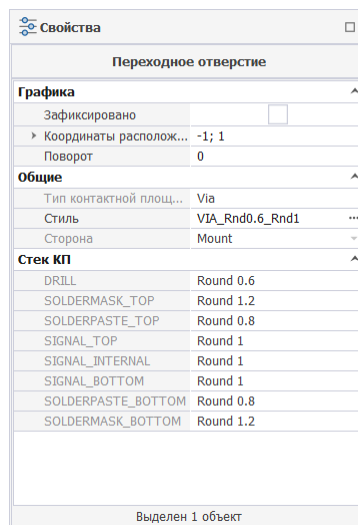 Свойства
Переходное отверстие
Графика
Зафиксировано
Координаты располож... -1; 1
Поворот 0
Общие
Тип контактной площ... Via
Стиль VIA_Rnd0.6_Rnd1 ...
Сторона Mount
Стек КП
DRILL Round 0.6
SOLDERMASK_TOP Round 1.2
SOLDERPASTE_TOP Round 0.8
SIGNAL_TOP Round 1
SIGNAL_INTERNAL Round 1
SIGNAL_BOTTOM Round 1
SOLDERPASTE_BOTTOM Round 0.8
SOLDERMASK_BOTTOM Round 1.2
Выделен 1 объект